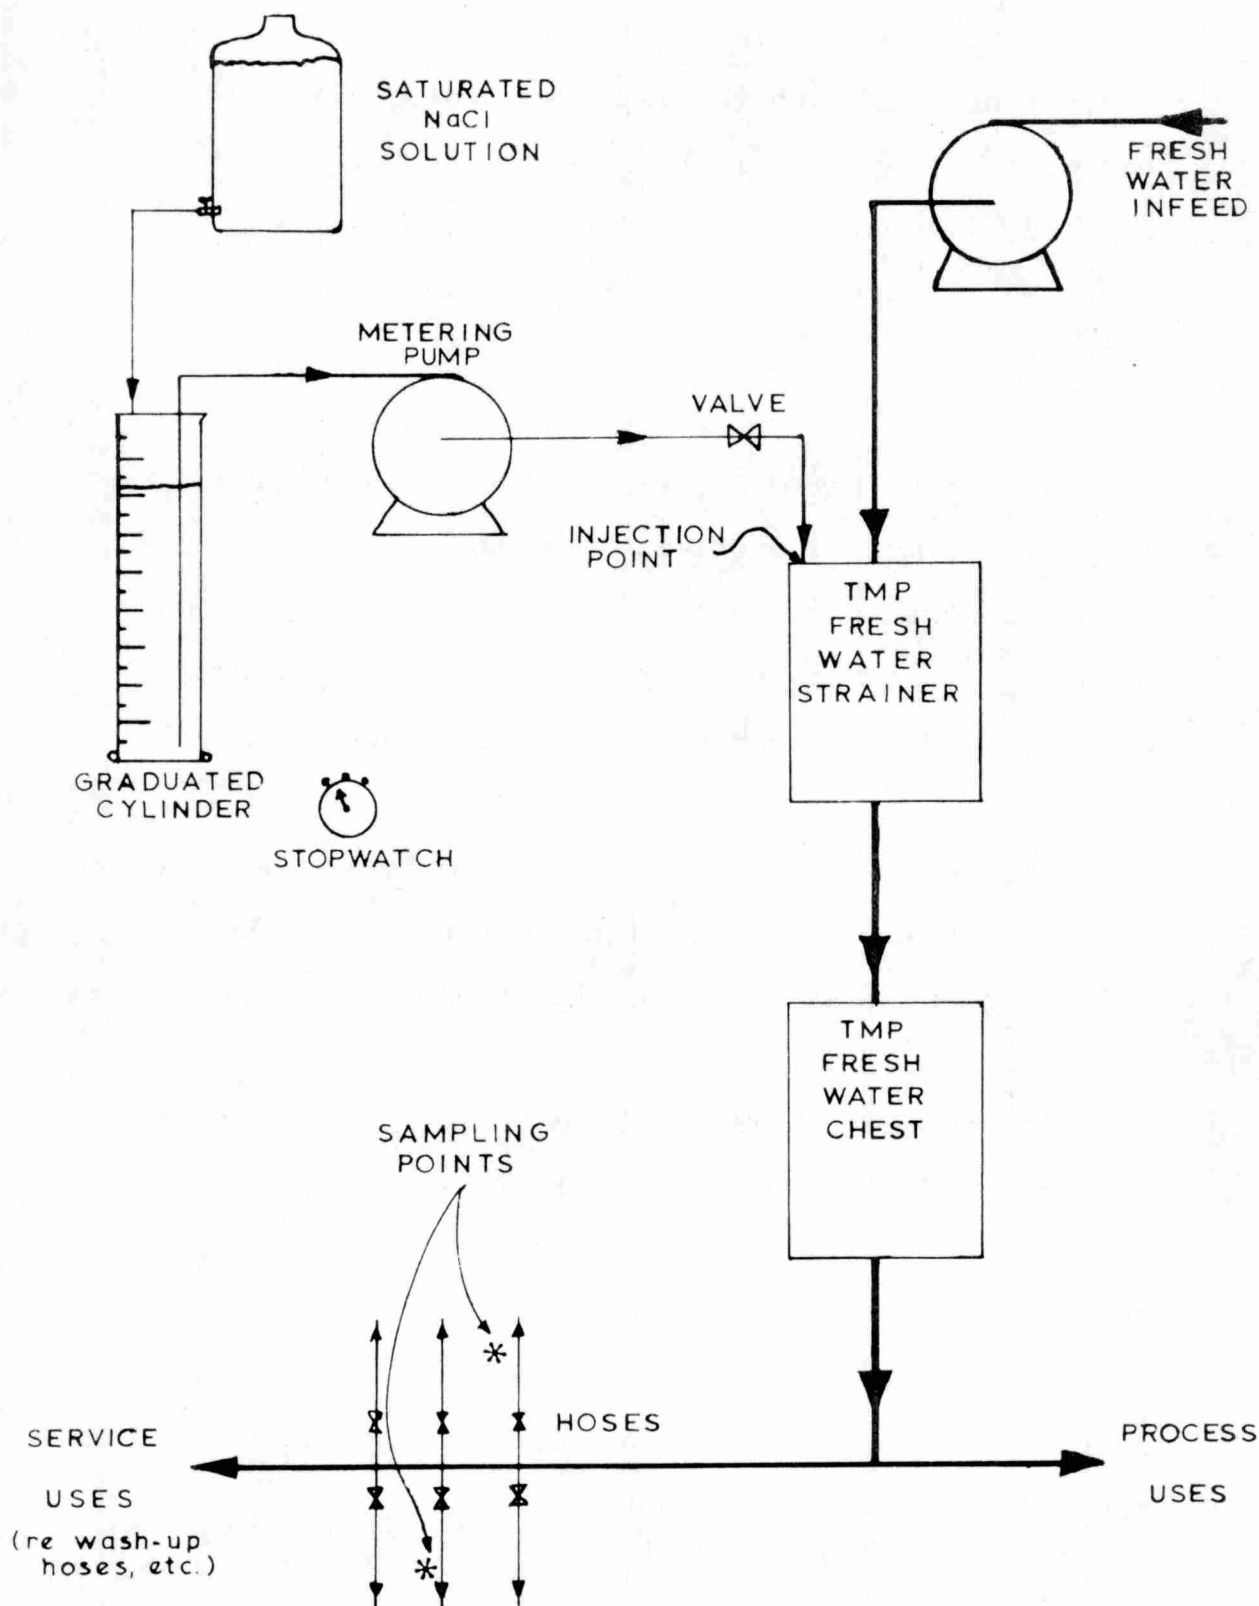 SATURATED
NaCl
SOLUTION
FRESH
WATER
INFEED
METERING
PUMP
VALVE
INJECTION
POINT
TMP
FRESH
WATER
STRAINER
GRADUATED
CYLINDER
STOPWATCH
TMP
FRESH
WATER
CHEST
SAMPLING
POINTS
HOSES
SERVICE
USES
(re wash-up
hoses, etc.)
PROCESS
USES